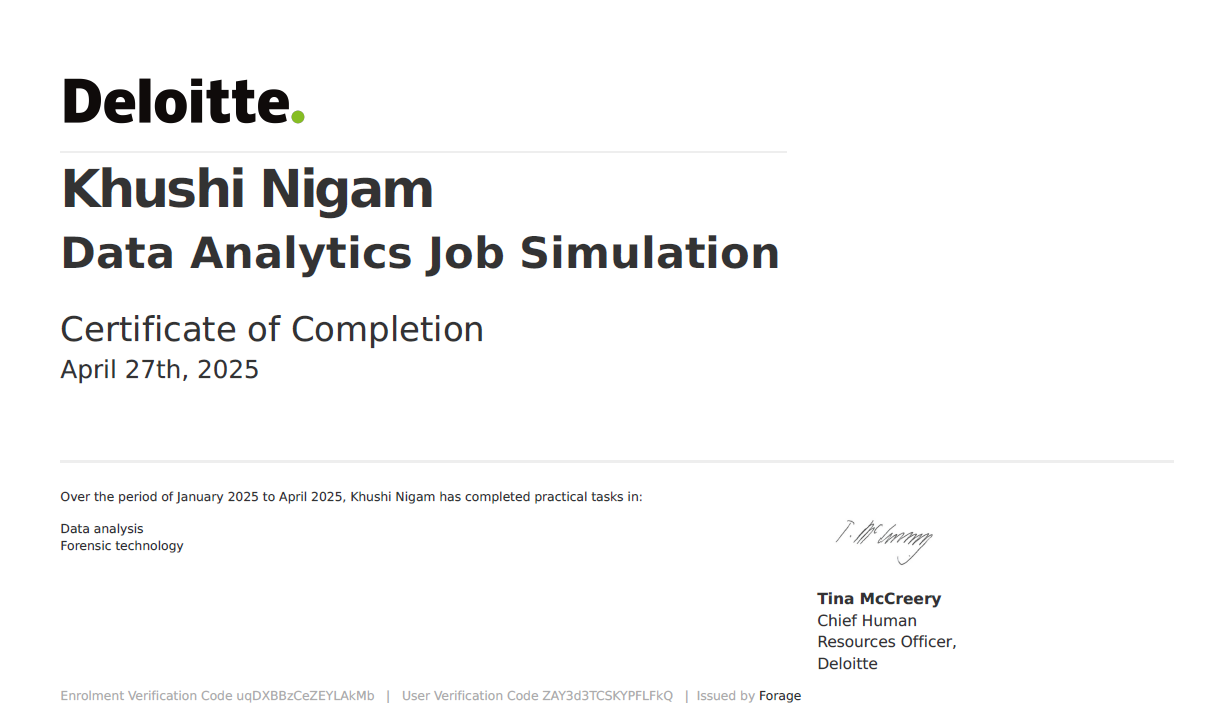 Deloitte.
Khushi Nigam
Data Analytics Job Simulation
Certificate of Completion
April 27th, 2025
Over the period of January 2025 to April 2025, Khushi Nigam has completed practical tasks in:
Data analysis
Forensic technology
T. McCreery
Tina McCreery
Chief Human
Resources Officer,
Deloitte
Enrolment Verification Code uqDXBBzCeZEYLAkMb | User Verification Code ZAY3d3TCSKYPFLFkQ | Issued by Forage